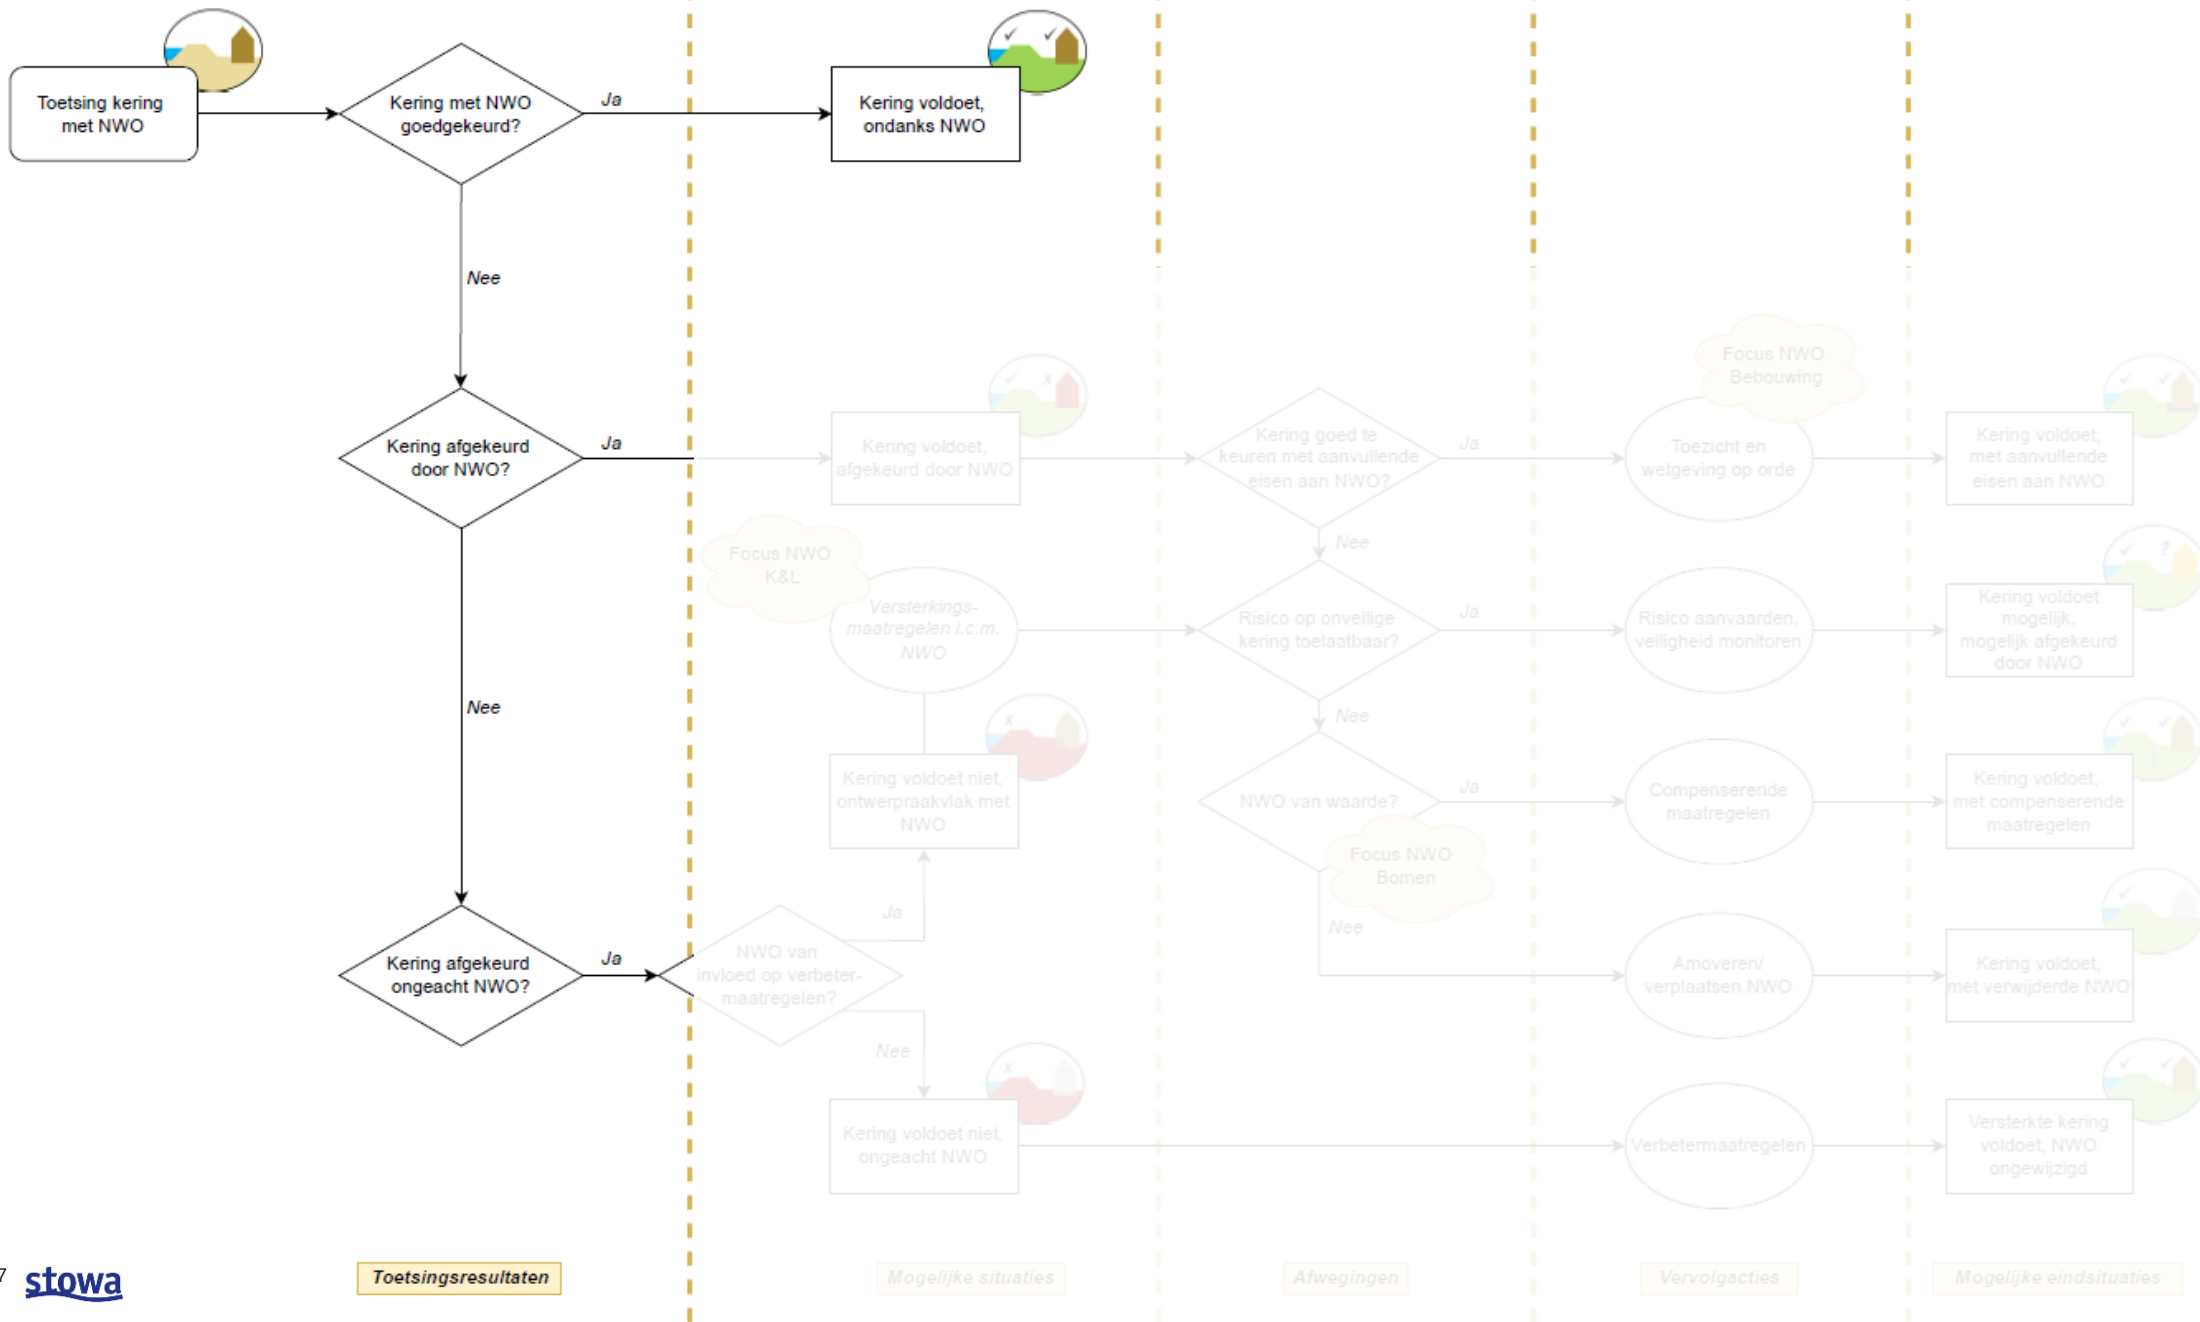 Toetsing kering
met NWO
Kering met NWO
goedgekeurd?
Ja
Kering voldoet,
ondanks NWO
Nee
Kering afgekeurd
door NWO?
Ja
Kering voldoet,
afgekeurd door NWO
Kering goed te
keuren met aanvullende
eisen aan NWO?
Ja
Focus NWO
Bebouwing
Toezicht en
wetgeving op orde
Kering voldoet,
met aanvullende
eisen aan NWO
Nee
Focus NWO
K&L
Versterkings-
maatregelen i.c.m.
NWO
Risico op onveilige
kering toelaatbaar?
Ja
Risico aanvaarden,
veiligheid monitoren
?
Kering voldoet
mogelijk,
mogelijk afgekeurd
door NWO
Nee
Nee
Kering voldoet niet,
ontwerpraakvlak met
NWO
NWO van waarde?
Ja
Compenserende
maatregelen
Kering voldoet,
met compenserende
maatregelen
Focus NWO
Bomen
Nee
Kering afgekeurd
ongeacht NWO?
Ja
NWO van
invloed op verbeter-
maatregelen?
Ja
Amoveren/
verplaatsen NWO
Kering voldoet,
met verwijderde NWO
Nee
Kering voldoet niet,
ongeacht NWO
Verbetermaatregelen
Versterkte kering
voldoet, NWO
ongewijzigd
7
stowa
Toetsingsresultaten
Mogelijke situaties
Afwegingen
Vervolgacties
Mogelijke eindsituaties